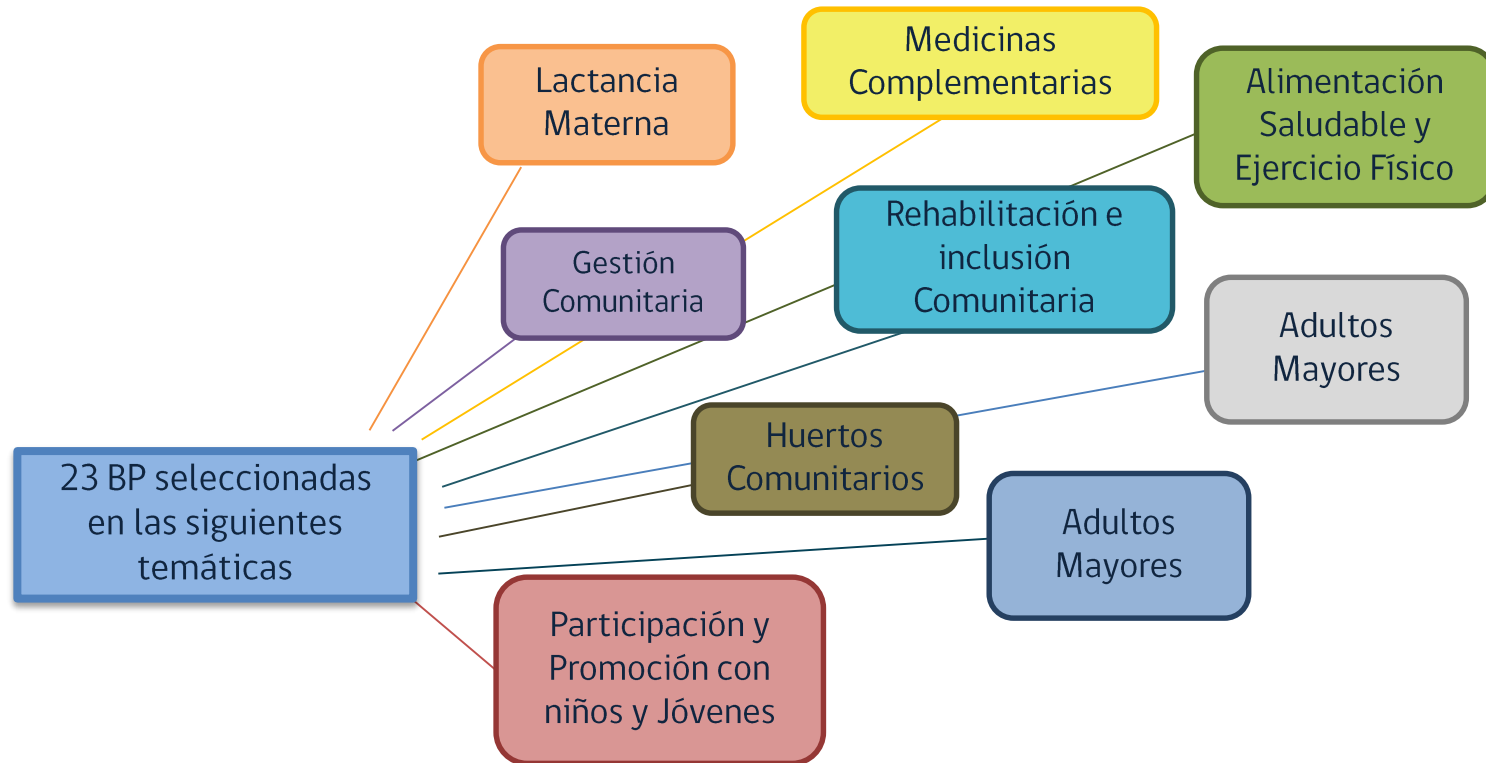 Lactancia
Materna
Medicinas
Complementarias
Alimentación
Saludable y
Ejercicio Físico
Gestión
Comunitaria
Rehabilitación e
inclusión
Comunitaria
Adultos
Mayores
Huertos
Comunitarios
23 BP seleccionadas
en las siguientes
temáticas
Adultos
Mayores
Participación y
Promoción con
niños y Jóvenes